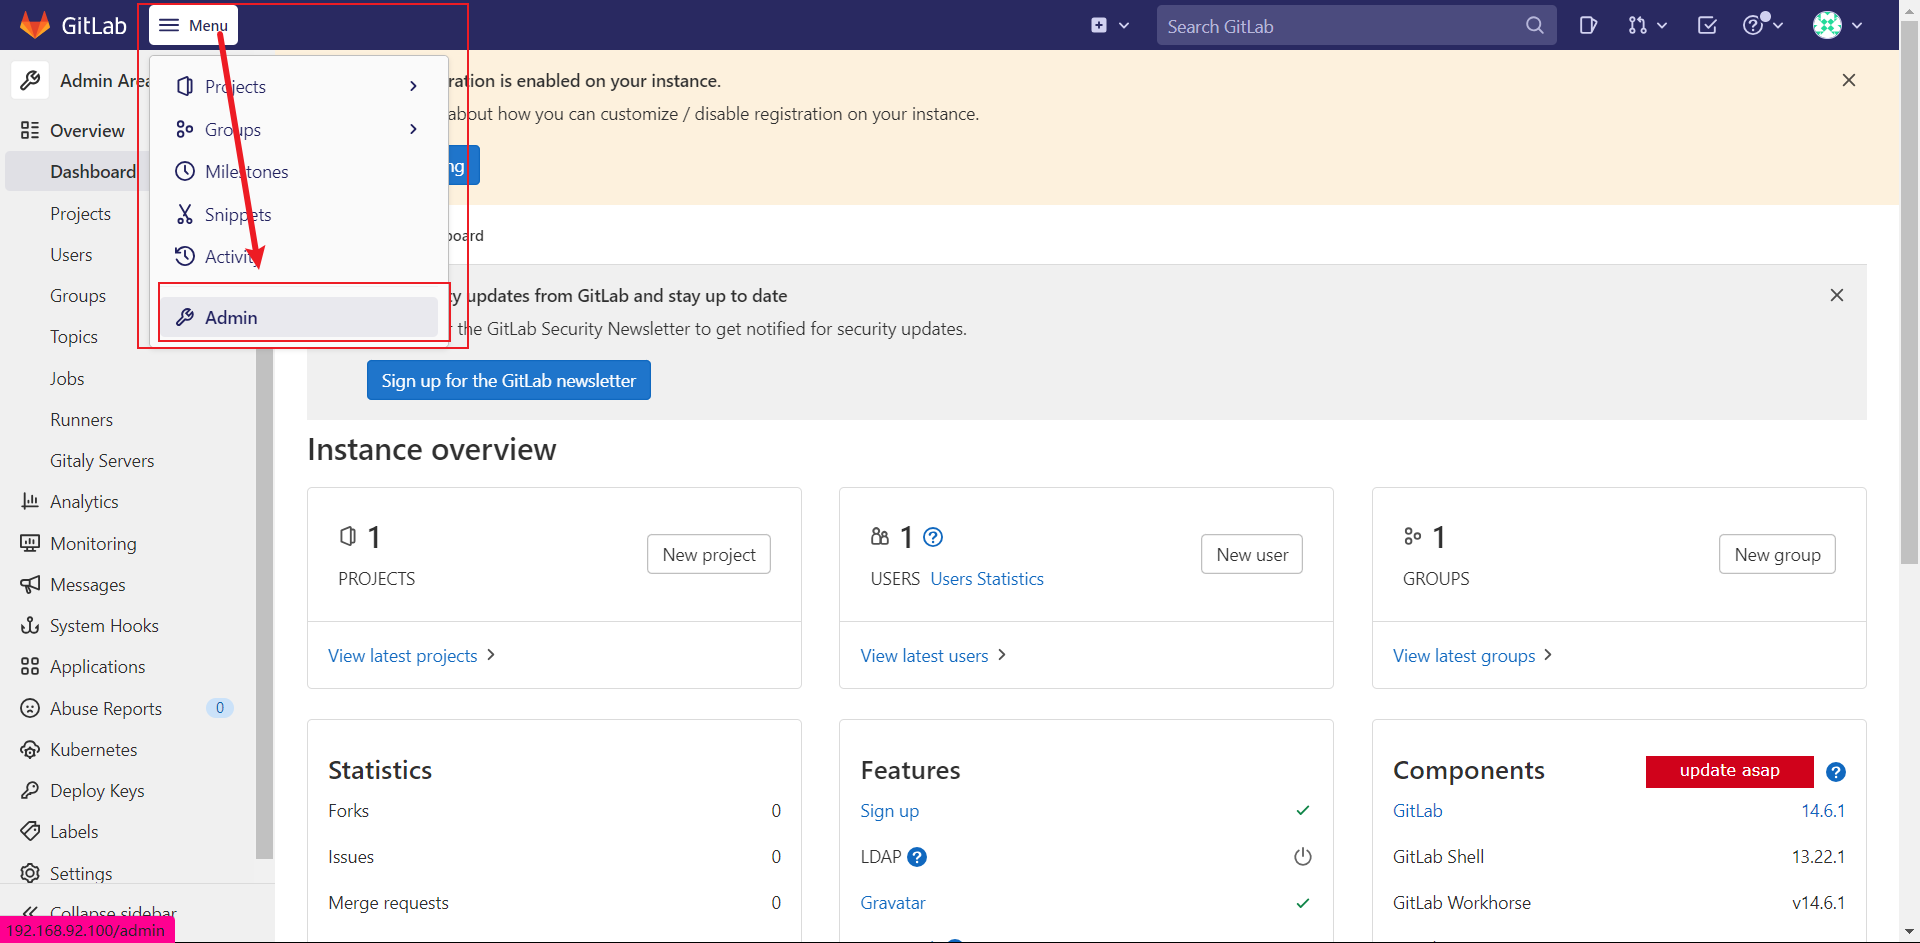 GitLab
Menu
Search GitLab
Admin Area
Projects
Groups
Milestones
Snippets
Activity
Admin
ration is enabled on your instance.
about how you can customize / disable registration on your instance.
ng
board
ty updates from GitLab and stay up to date
the GitLab Security Newsletter to get notified for security updates.
Sign up for the GitLab newsletter
Overview
Dashboard
Projects
Users
Groups
Topics
Jobs
Runners
Gitaly Servers
Analytics
Monitoring
Messages
System Hooks
Applications
Abuse Reports 0
Kubernetes
Deploy Keys
Labels
Settings
Collapse sidebar
192.168.92.100/admin
Instance overview
1
PROJECTS
New project
View latest projects
1
USERS Users Statistics
New user
View latest users
1
GROUPS
New group
View latest groups
Statistics
Forks 0
Issues 0
Merge requests 0
Features
Sign up
LDAP
Gravatar
Components
update asap
GitLab 14.6.1
GitLab Shell 13.22.1
GitLab Workhorse v14.6.1